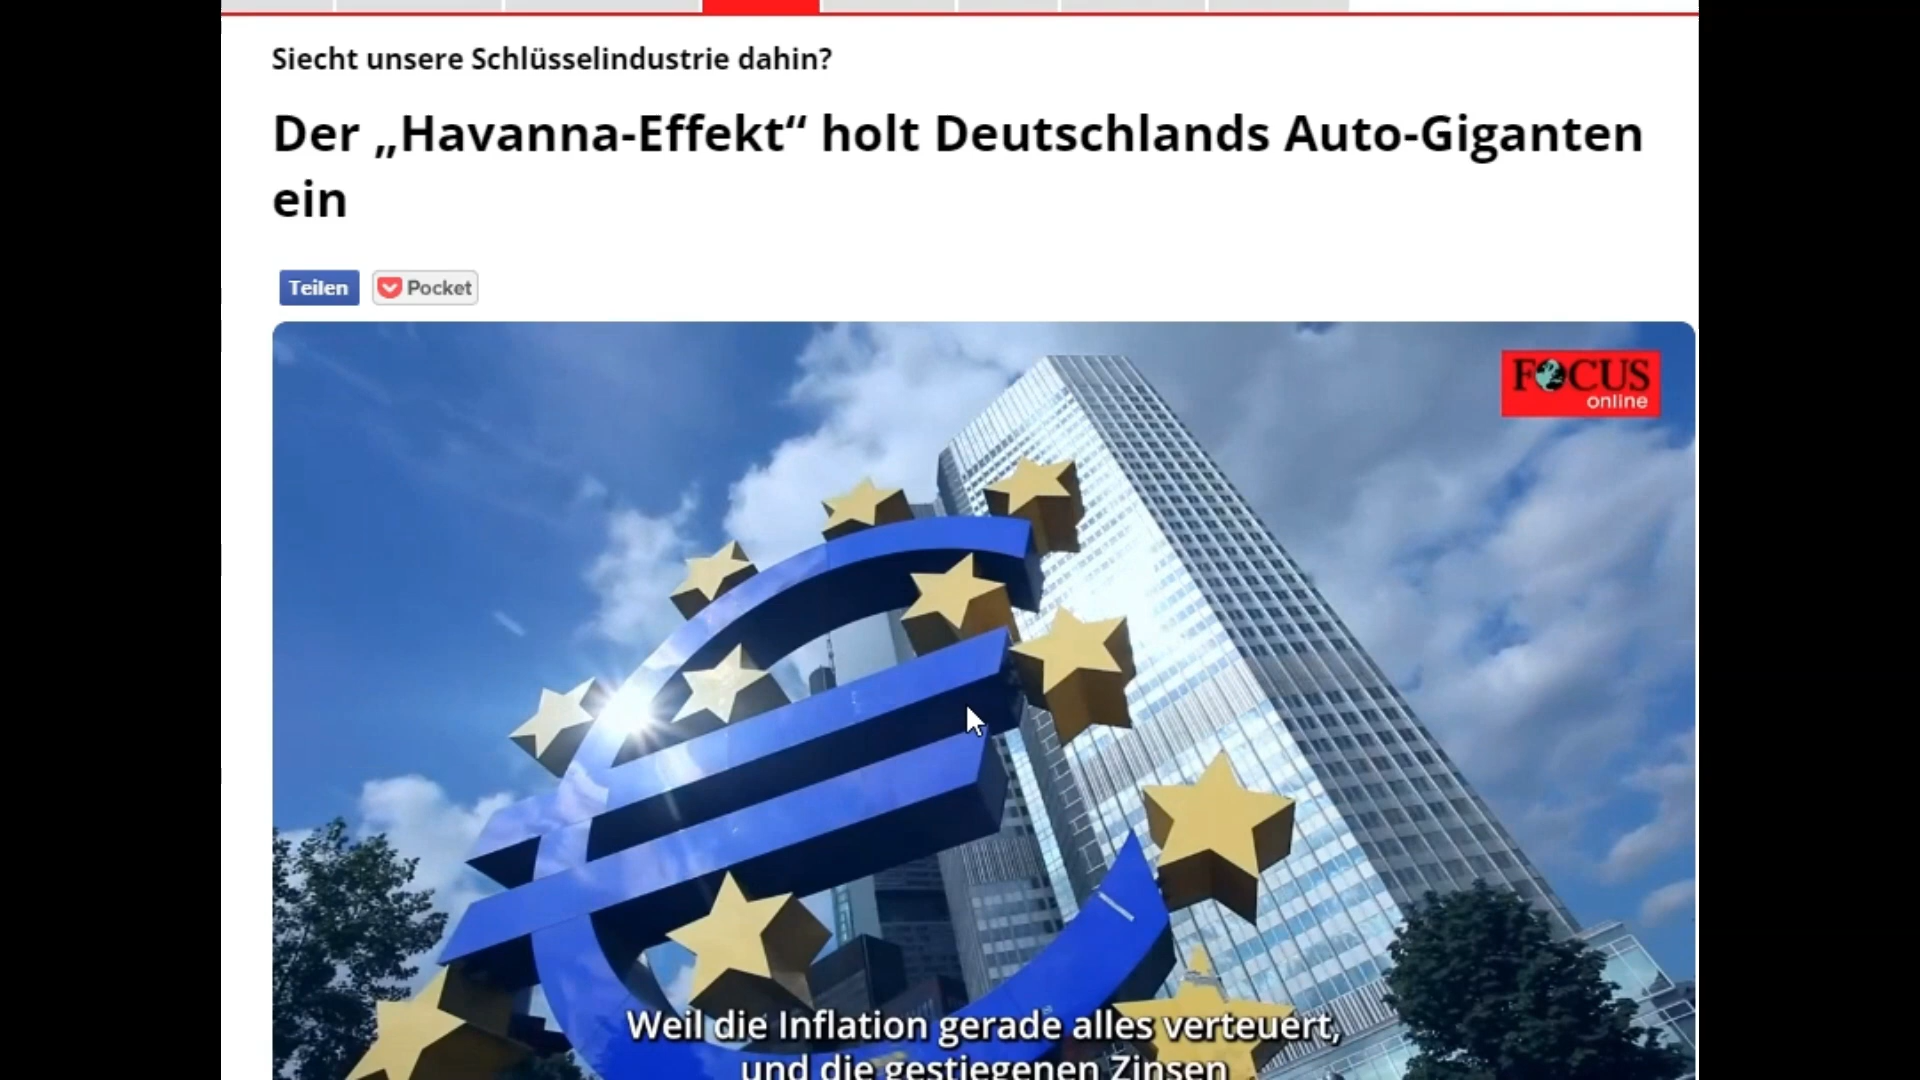 Siecht unsere Schlüsselindustrie dahin?
Der „Havanna-Effekt“ holt Deutschlands Auto-Giganten
ein
Teilen
Pocket
FOCUS
online
Weil die Inflation gerade alles verteuert,
und die gestiegenen Zinsen